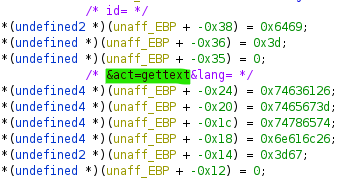 /* id= */
*(undefined2 *)(unaff_EBP + -0x38) = 0x6469;
*(undefined *)(unaff_EBP + -0x36) = 0x3d;
*(undefined *)(unaff_EBP + -0x35) = 0;
/* &act=gettext&lang= */
*(undefined4 *)(unaff_EBP + -0x24) = 0x74636126;
*(undefined4 *)(unaff_EBP + -0x20) = 0x7465673d;
*(undefined4 *)(unaff_EBP + -0x1c) = 0x74786574;
*(undefined4 *)(unaff_EBP + -0x18) = 0x6e616c26;
*(undefined2 *)(unaff_EBP + -0x14) = 0x3d67;
*(undefined *)(unaff_EBP + -0x12) = 0;